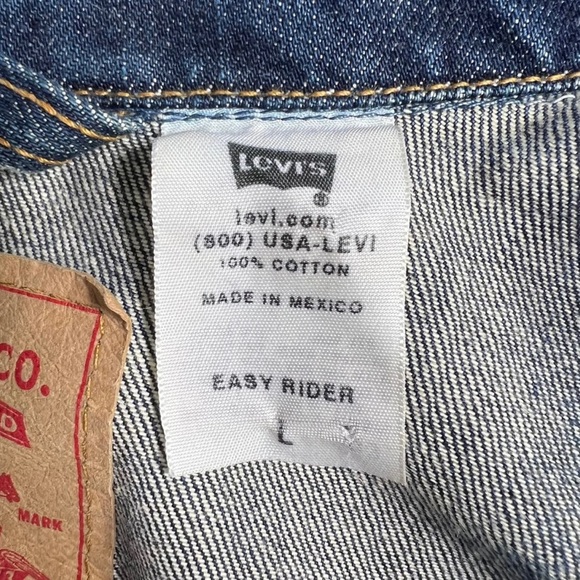 LEVI'S
®
levi.com
(800) USA-LEVI
100% COTTON
MADE IN MEXICO
EASY RIDER
L
CO.
D
A
MARK